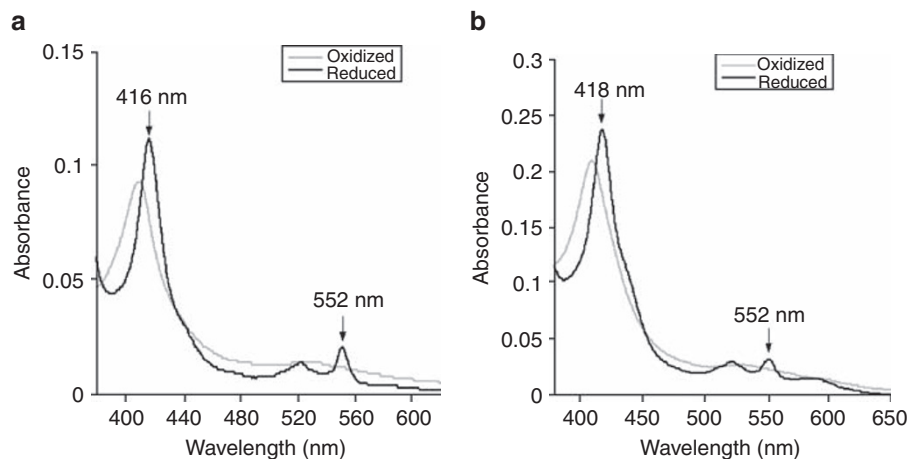 a
0.15
0.1
0.05
0
Absorbance
Oxidized
Reduced
416 nm
552 nm
400 440 480 520 560 600
Wavelength (nm)
b
0.3
0.25
0.20
0.15
0.1
0.05
0
Absorbance
Oxidized
Reduced
418 nm
552 nm
400 450 500 550 600 650
Wavelength (nm)